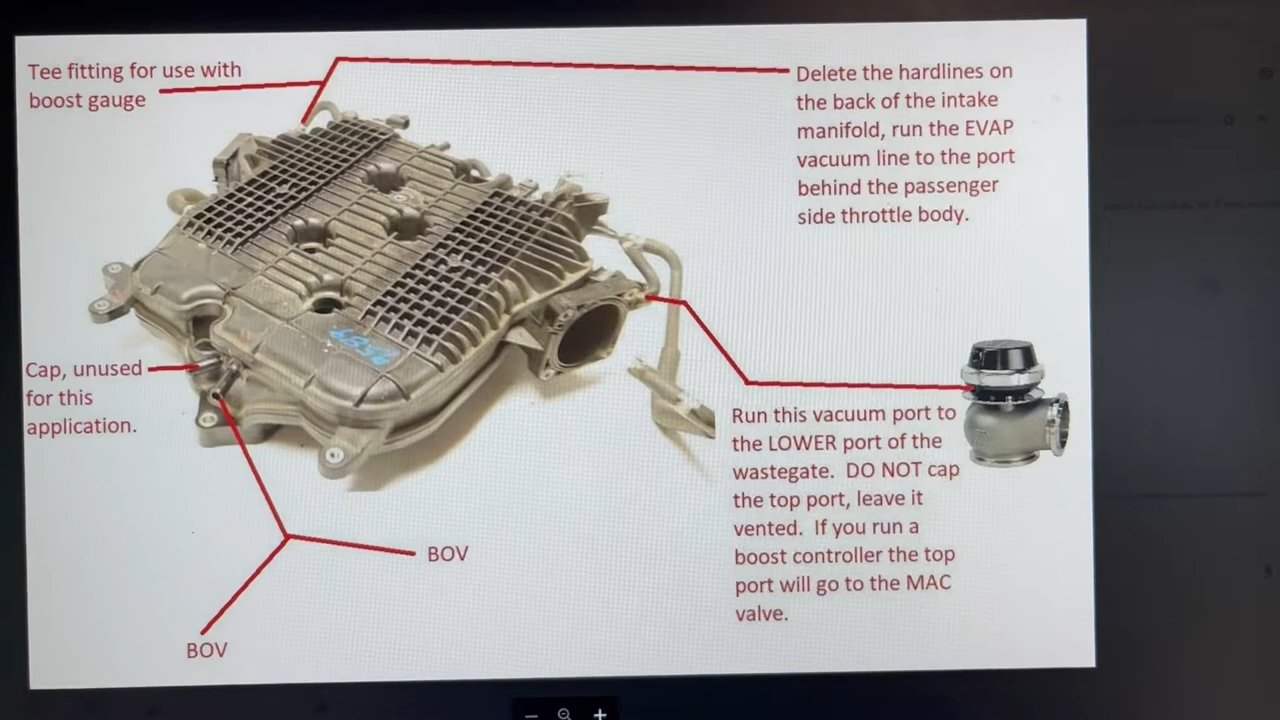 Tee fitting for use with
boost gauge
Delete the hardlines on
the back of the intake
manifold, run the EVAP
vacuum line to the port
behind the passenger
side throttle body.
Cap, unused
for this
application.
Run this vacuum port to
the LOWER port of the
wastegate.  DO NOT cap
the top port, leave it
vented.  If you run a
boost controller the top
port will go to the MAC
valve.
BOV
BOV